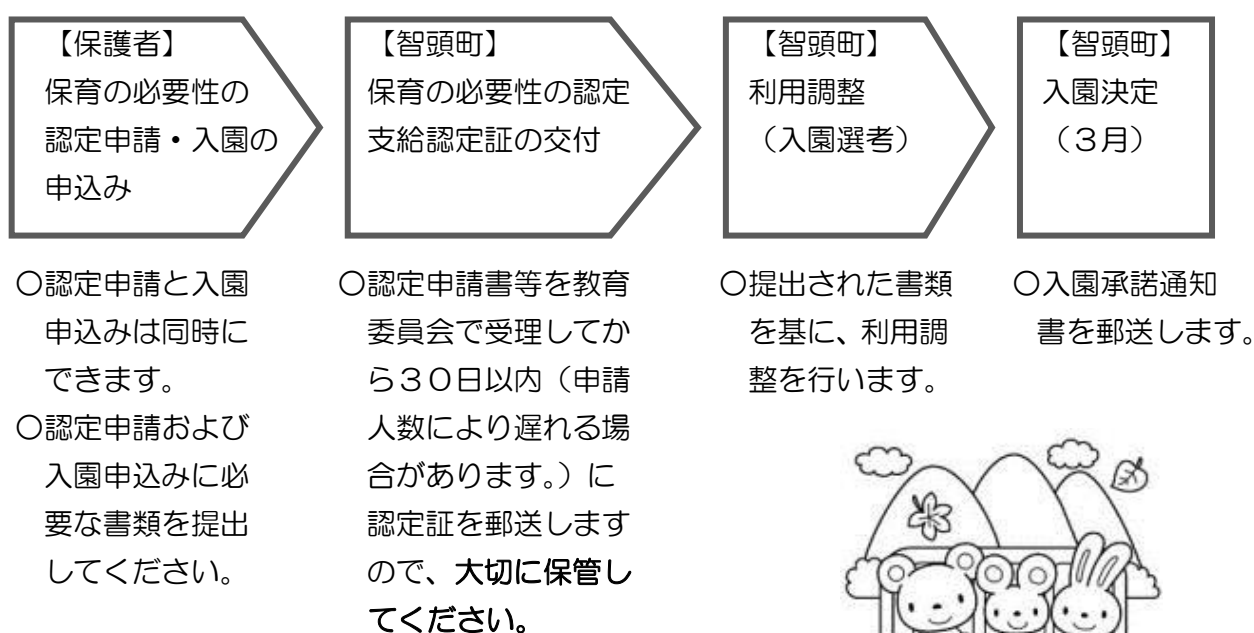 【保護者】
保育の必要性の
認定申請・入園の
申込み
【智頭町】
保育の必要性の認定
支給認定証の交付
【智頭町】
利用調整
（入園選考）
【智頭町】
入園決定
（３月）
〇認定申請と入園
申込みは同時に
できます。
〇認定申請および
入園申込みに必
要な書類を提出
してください。
〇認定申請書等を教育
委員会で受理してか
ら３０日以内（申請
人数により遅れる場
合があります。）に
認定証を郵送します
ので、大切に保管し
てください。
〇提出された書類
を基に、利用調
整を行います。
〇入園承諾通知
書を郵送します。